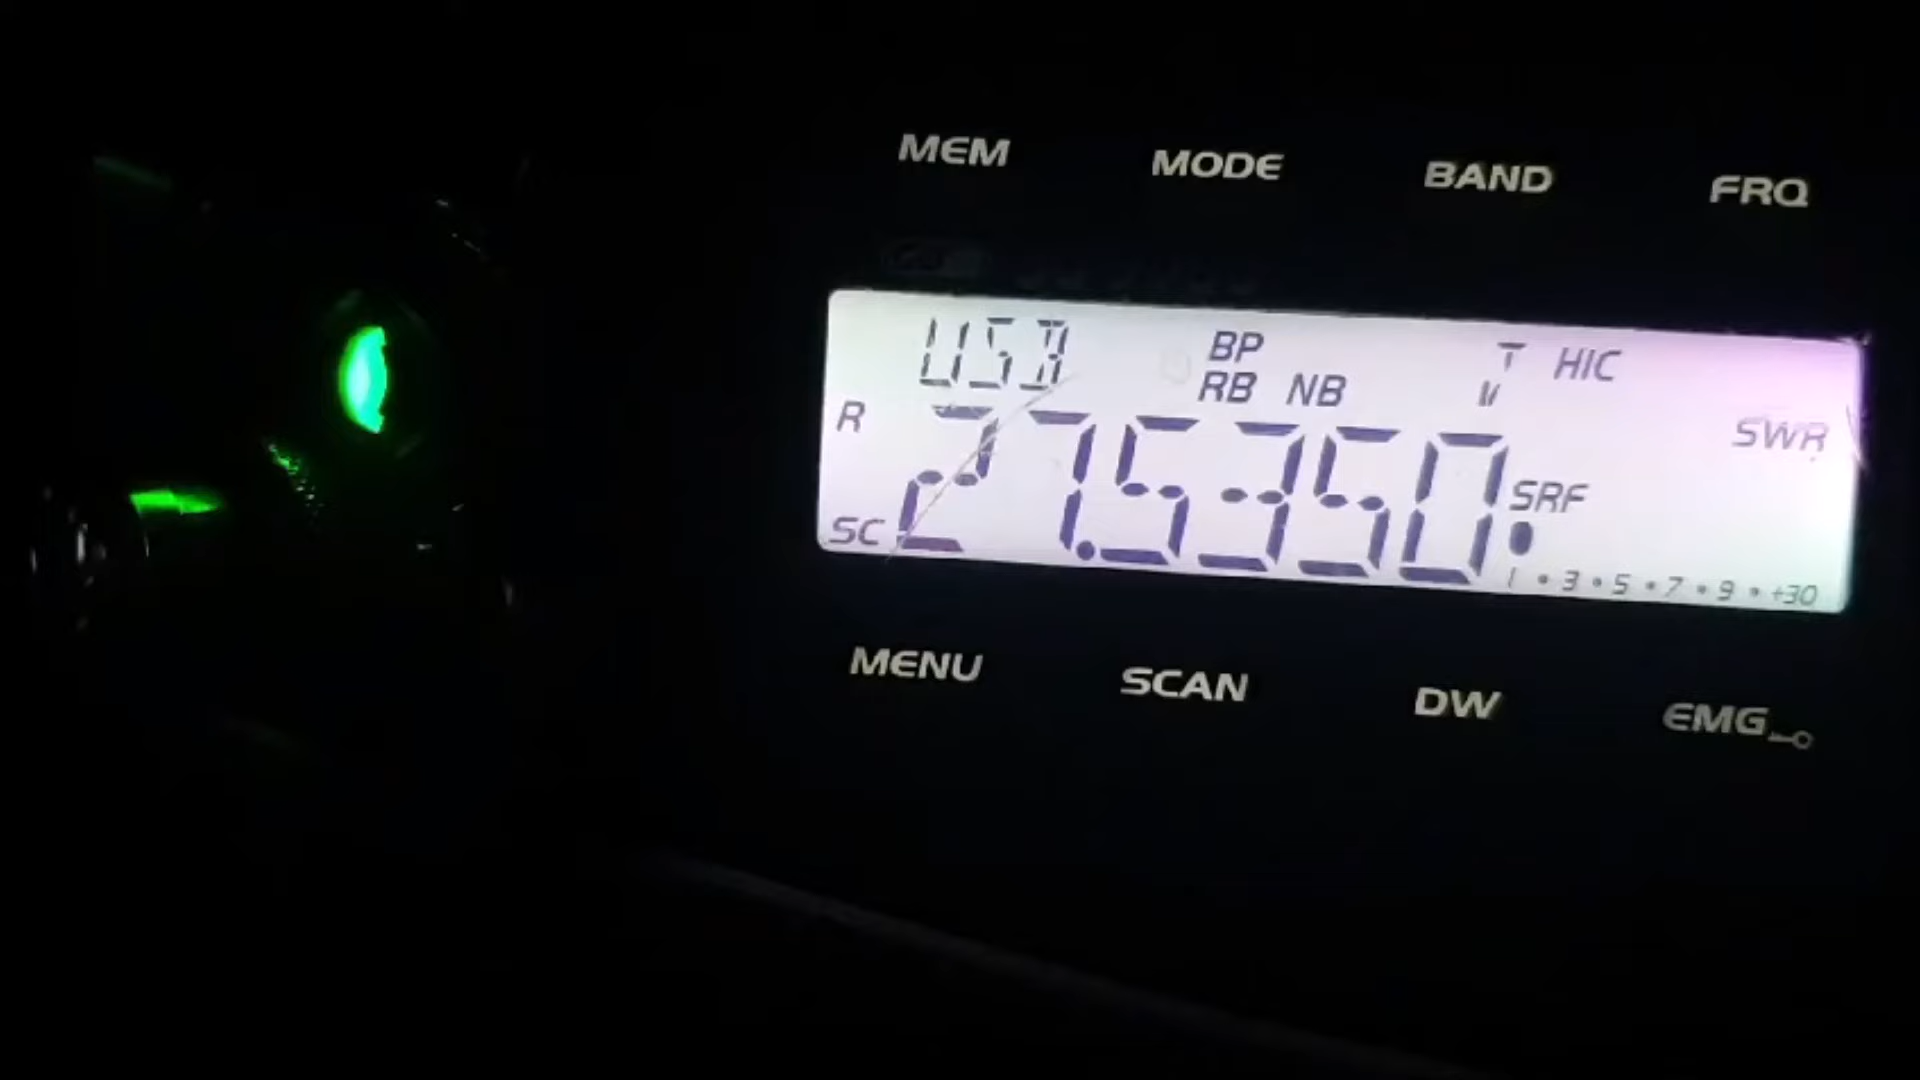 MEM MODE BAND FRQ
USB BP HIC
RB NB
R SWR
27.5350 SRF
SC 1 • 3 • 5 • 7 • 9 • +30
MENU SCAN DW EMG